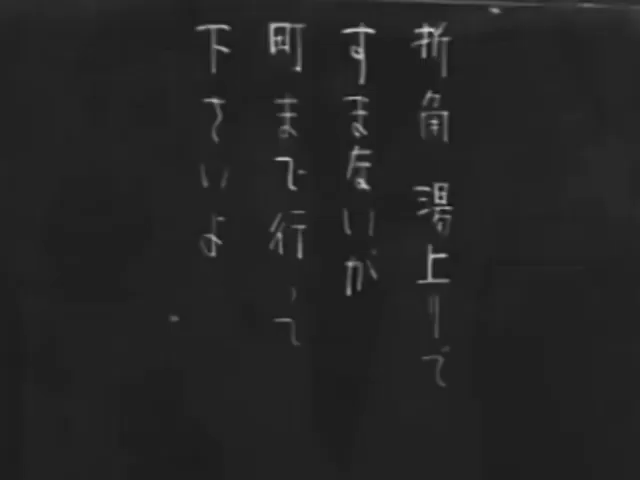 折角湯上りで
すまないが
町まで行って
下さいよ